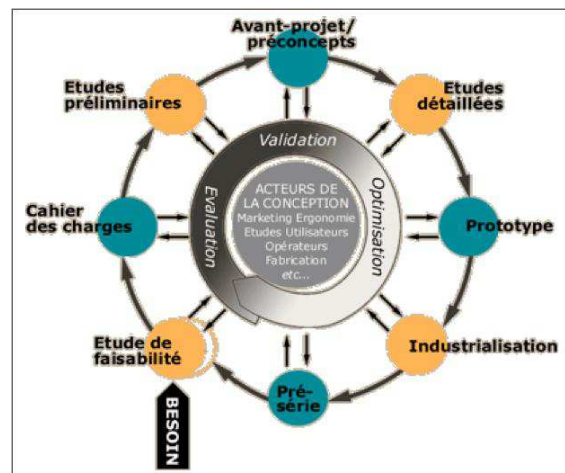 Avant-projet/
préconcepts
Etudes
préliminaires
Etudes
détaillées
Validation
Evaluation
Optimisation
ACTEURS DE
LA CONCEPTION
Marketing Ergonomie
Etudes Utilisateurs
Opérateurs
Fabrication
etc...
Cahier
des charges
Prototype
Etude de
faisabilité
Industrialisation
Pré-
série
BESOIN